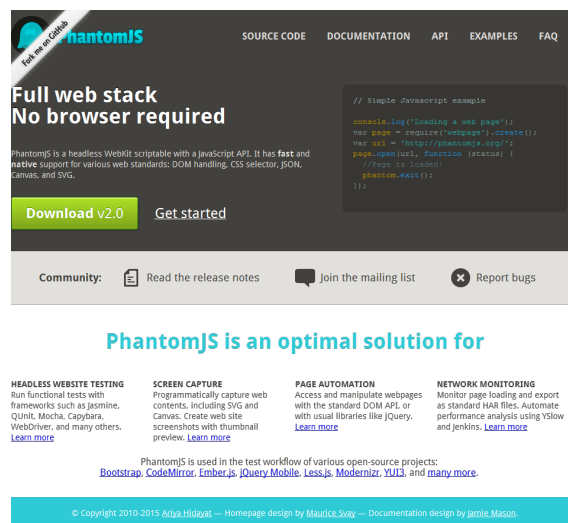 Fork me on GitHub
PhantomJS
SOURCE CODE
DOCUMENTATION
API
EXAMPLES
FAQ
Full web stack
No browser required
PhantomJS is a headless WebKit scriptable with a JavaScript API. It has fast and
native support for various web standards: DOM handling, CSS selector, JSON,
Canvas, and SVG.
Download v2.0
Get started
// Simple Javascript example
console.log('Loading a web page');
var page = require('webpage').create();
var url = 'http://phantomjs.org/';
page.open(url, function (status) {
//Page is loaded!
phantom.exit();
});
Community:
Read the release notes
Join the mailing list
Report bugs
PhantomJS is an optimal solution for
HEADLESS WEBSITE TESTING
Run functional tests with
frameworks such as Jasmine,
QUnit, Mocha, Capybara,
WebDriver, and many others.
Learn more
SCREEN CAPTURE
Programmatically capture web
contents, including SVG and
Canvas. Create web site
screenshots with thumbnail
preview. Learn more
PAGE AUTOMATION
Access and manipulate webpages
with the standard DOM API, or
with usual libraries like jQuery.
Learn more
NETWORK MONITORING
Monitor page loading and export
as standard HAR files. Automate
performance analysis using YSlow
and Jenkins. Learn more
PhantomJS is used in the test workflow of various open-source projects:
Bootstrap, CodeMirror, Ember.js, jQuery Mobile, Less.js, Modernizr, YUI3, and many more.
© Copyright 2010-2015 Ariya Hidayat — Homepage design by Maurice Svay — Documentation design by Jamie Mason.